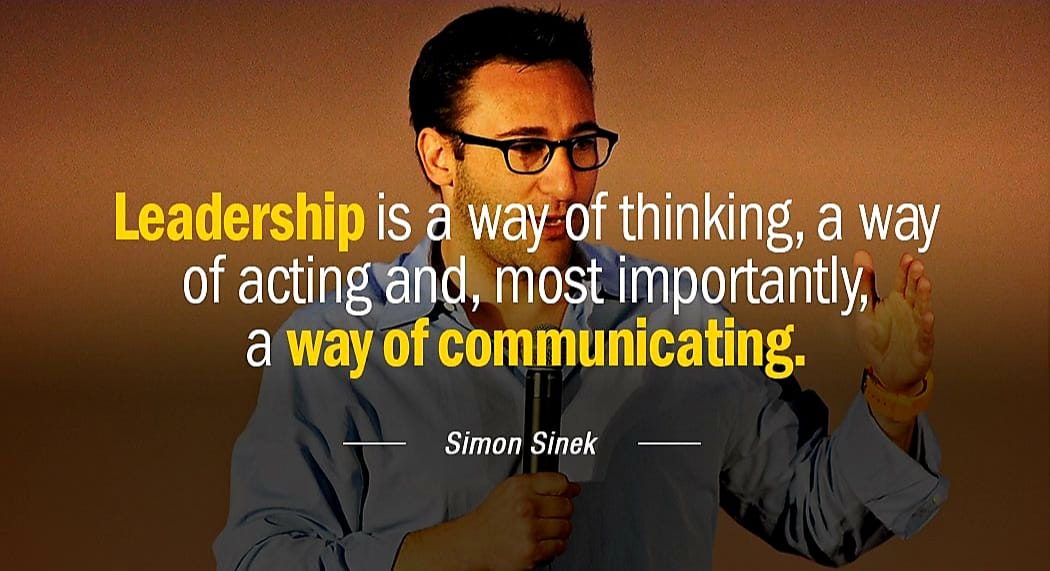 Leadership is a way of thinking, a way
of acting and, most importantly,
a way of communicating.
Simon Sinek